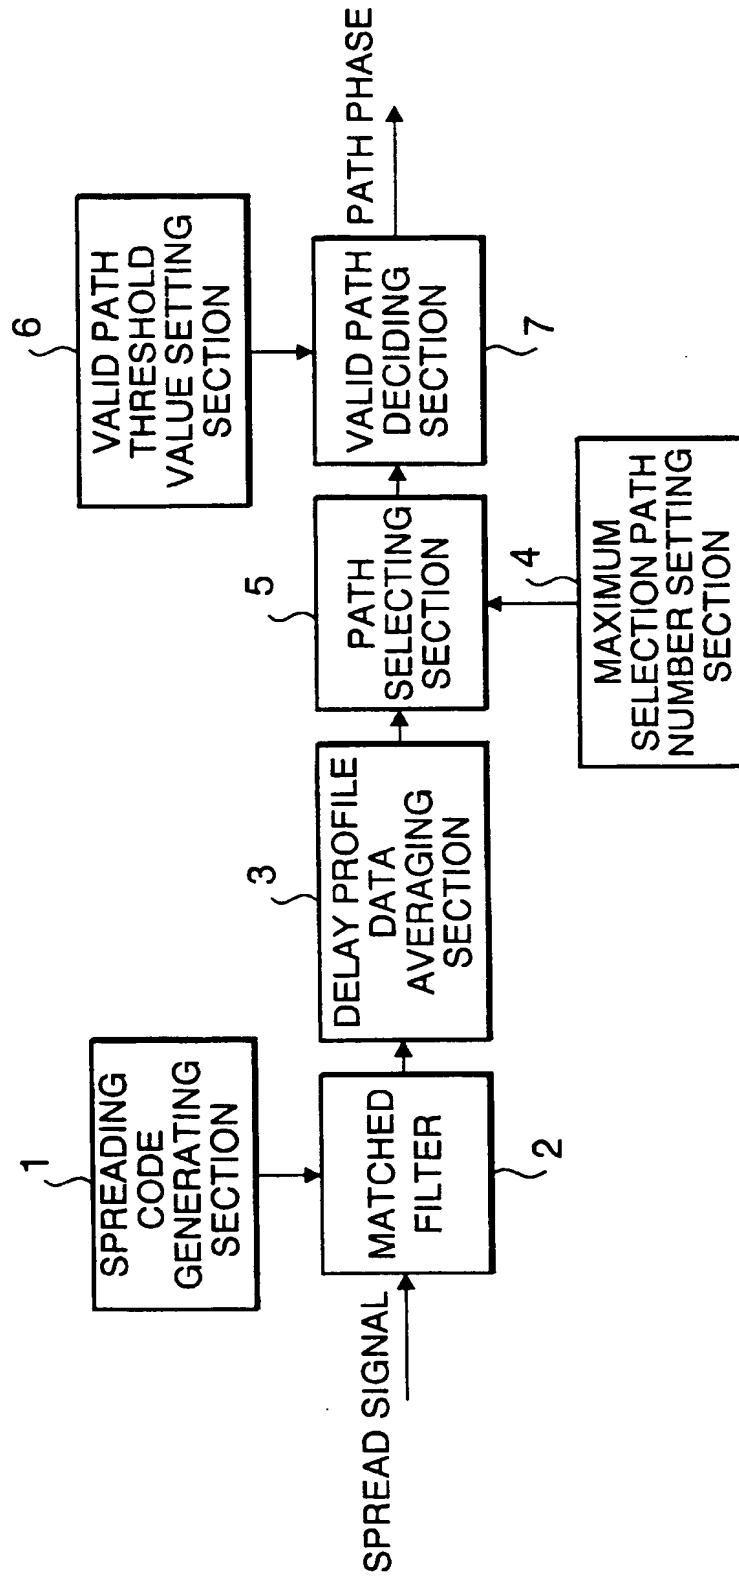 1
SPREADING
CODE
GENERATING
SECTION
SPREAD SIGNAL
MATCHED
FILTER
2
3
DELAY PROFILE
DATA
AVERAGING
SECTION
4
MAXIMUM
SELECTION PATH
NUMBER SETTING
SECTION
5
PATH
SELECTING
SECTION
6
VALID PATH
THRESHOLD
VALUE SETTING
SECTION
VALID PATH
DECIDING
SECTION
7
PATH PHASE